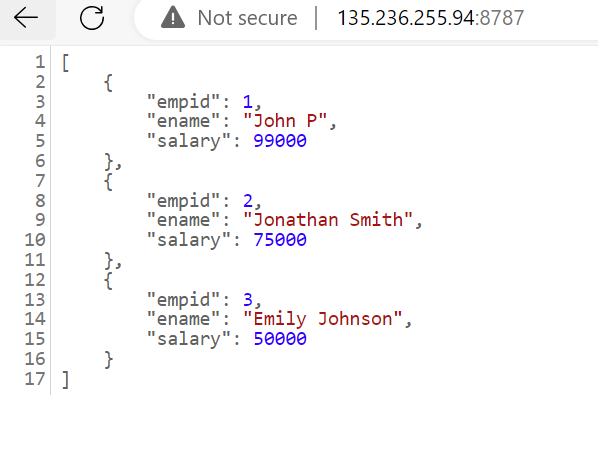 Not secure | 135.236.255.94:8787
1 [
2 {
3 "empid": 1,
4 "ename": "John P",
5 "salary": 99000
6 },
7 {
8 "empid": 2,
9 "ename": "Jonathan Smith",
10 "salary": 75000
11 },
12 {
13 "empid": 3,
14 "ename": "Emily Johnson",
15 "salary": 50000
16 }
17 ]